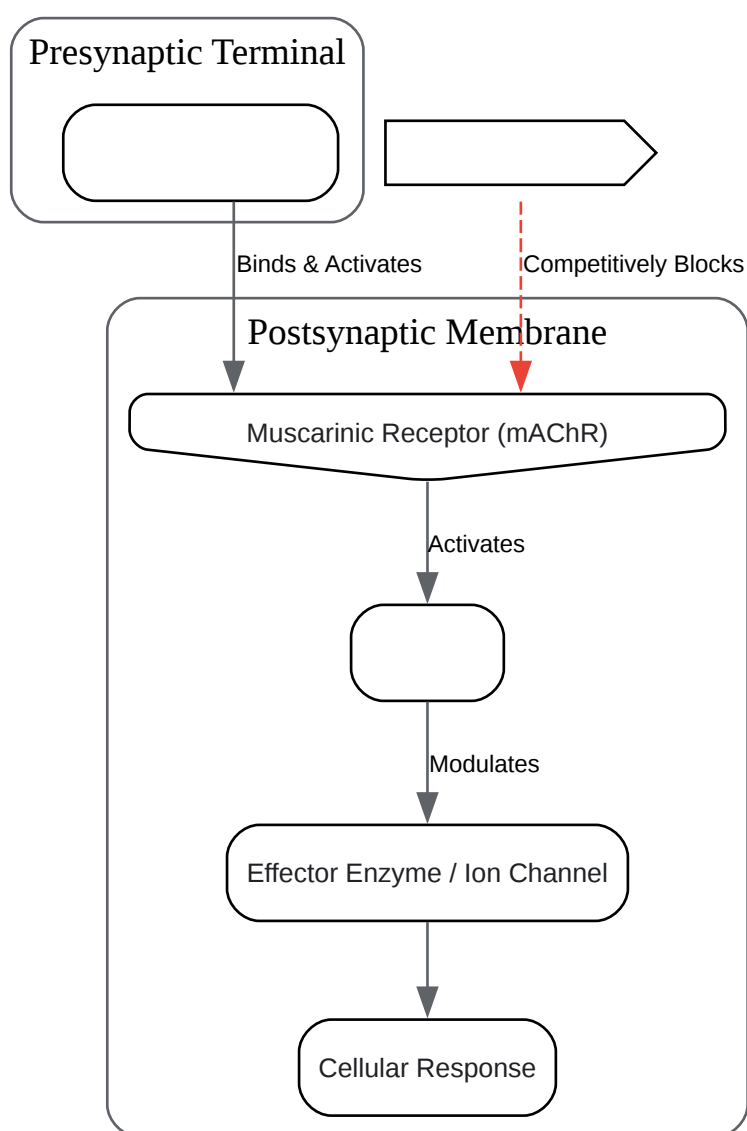 Presynaptic Terminal
Binds & Activates
Competitively Blocks
Postsynaptic Membrane
Muscarinic Receptor (mAChR)
Activates
Modulates
Effector Enzyme / Ion Channel
Cellular Response